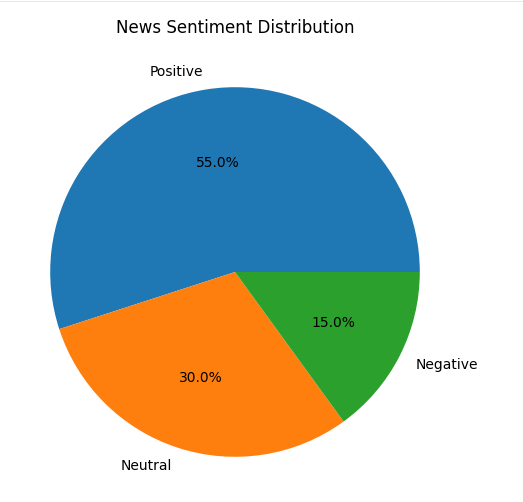 News Sentiment Distribution
Positive
55.0%
15.0%
30.0%
Negative
Neutral